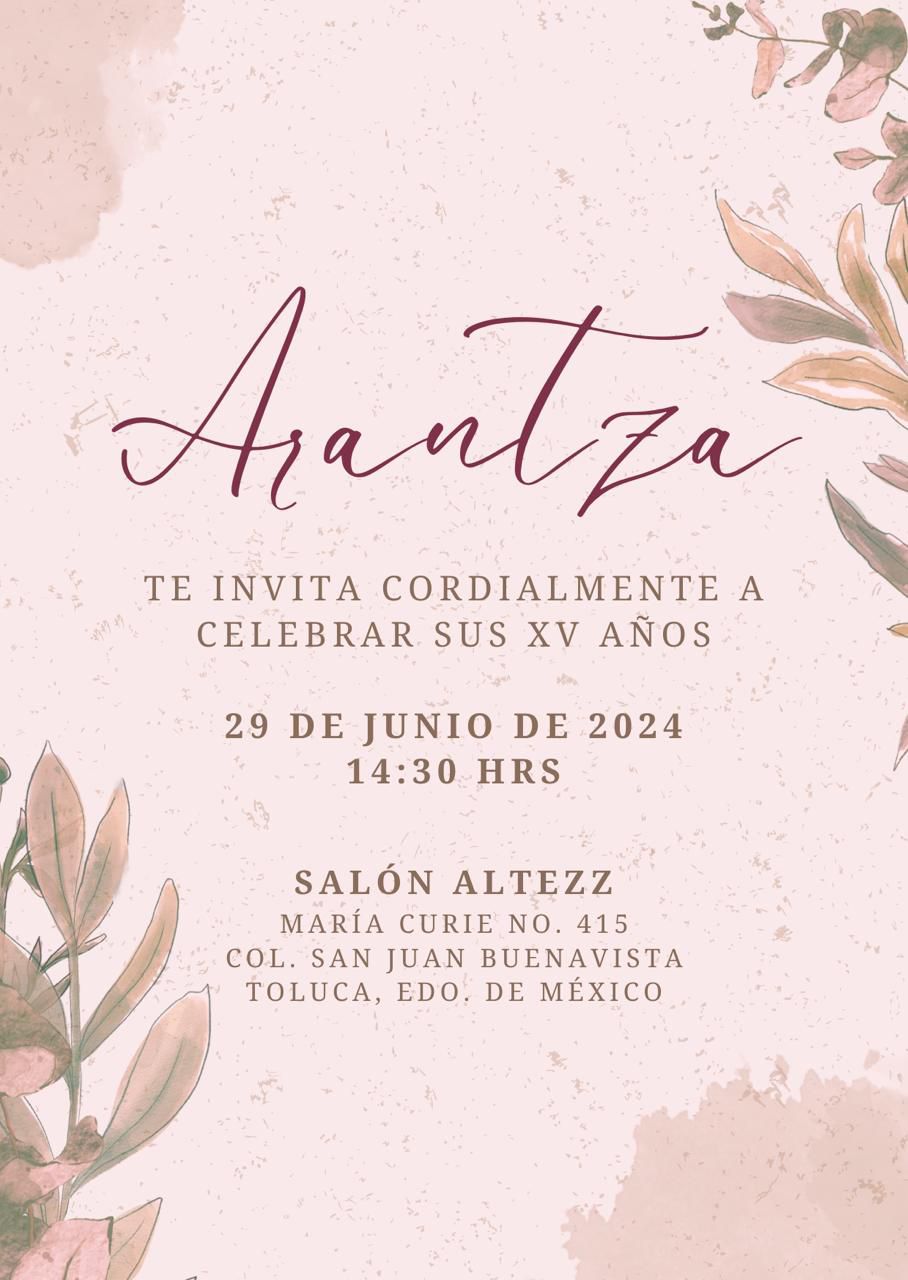 Arantza
TE INVITA CORDIALMENTE A
CELEBRAR SUS XV AÑOS
29 DE JUNIO DE 2024
14:30 HRS
SALÓN ALTEZZ
MARÍA CURIE NO. 415
COL. SAN JUAN BUENAVISTA
TOLUCA, EDO. DE MÉXICO